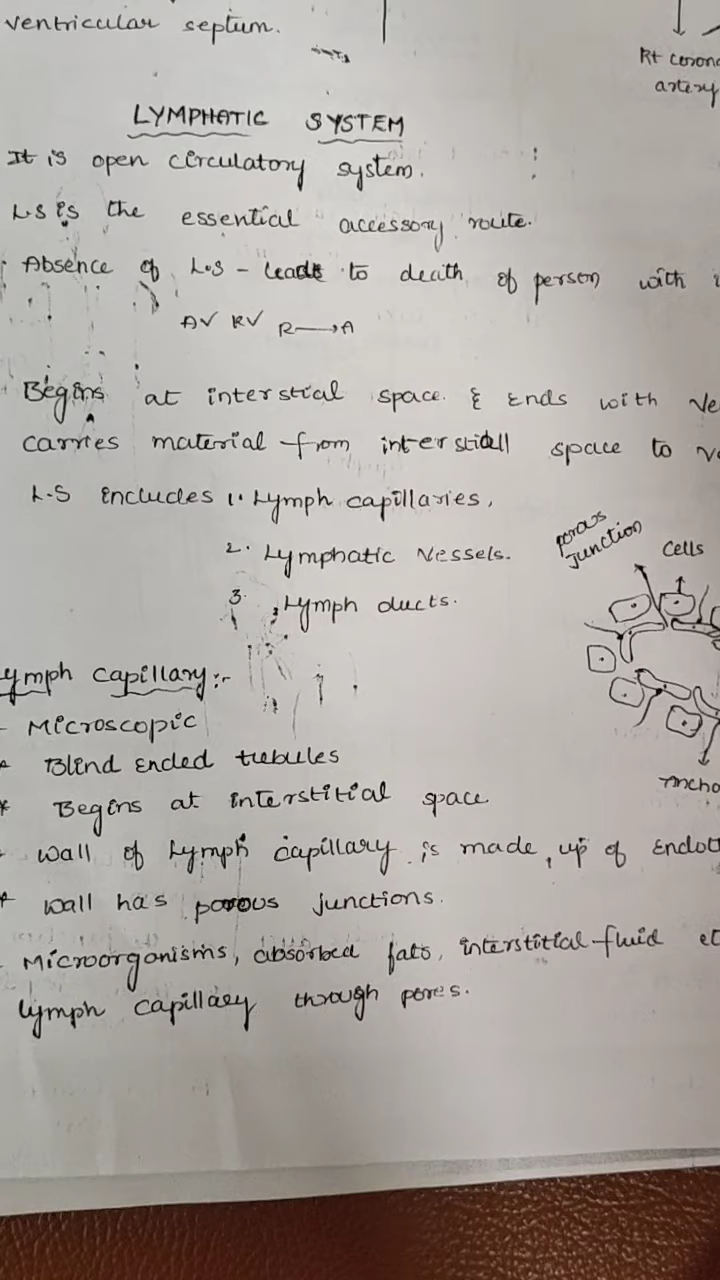 ventricular septum.
Rt corona
artery
LYMPHATIC SYSTEM
It is open circulatory system.
L.S is the essential accessory route.
Absence of L.S - leads to death of person with
AV RV R→A
Begins at interstial space & Ends with Ve
carries material from interstiall space to v
L.S includes 1. Lymph capillaries,
2. Lymphatic Vessels.
3. Lymph ducts.
porous
junction
cells
Ancho
ymph capillary:-
- Microscopic
Blind Ended tubules
* Begins at interstitial space
- wall of Lymph capillary is made up of Endot
* wall has porous junctions.
- Microorganisms, absorbed fats, interstitial fluid et
lymph capillary through pores.